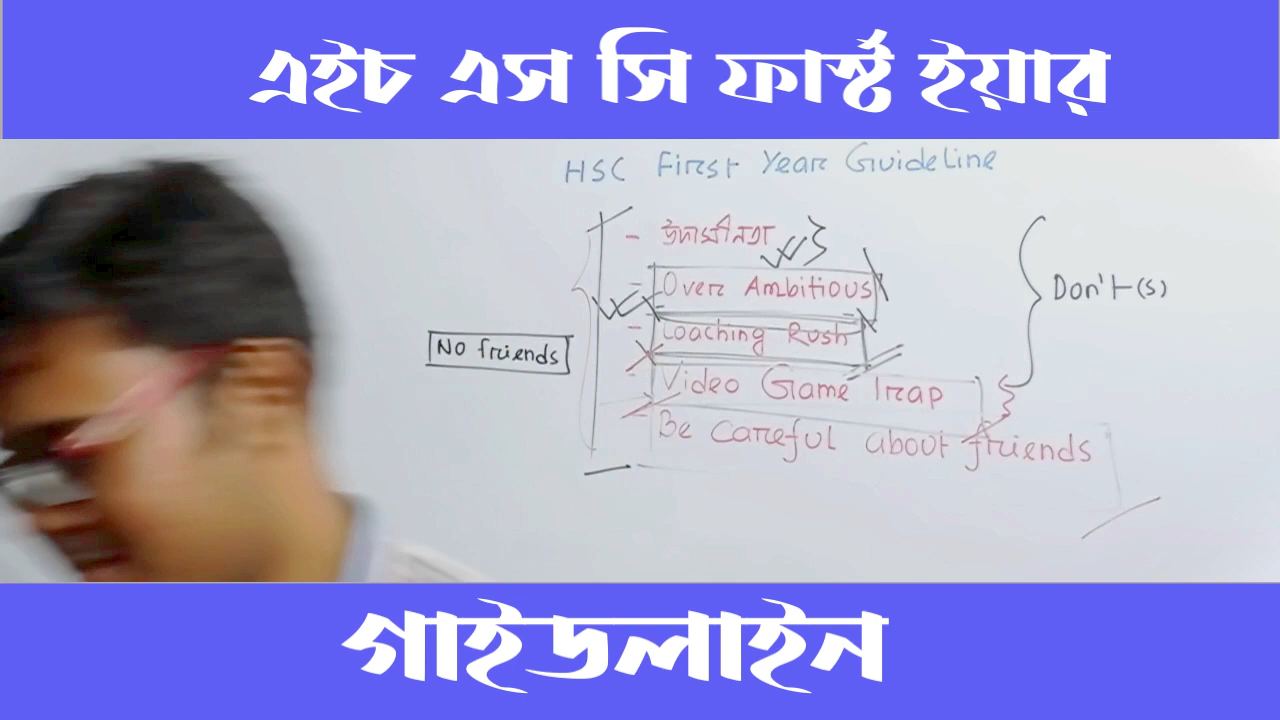 এইচ এস সি ফার্স্ট ইয়ার
HSC First Year Guideline
- উদাসীনতা
- Over Ambitious
- Coaching Rush
- Video Game Trap
- Be careful about friends
Don't(s)
No friends
গাইডলাইন